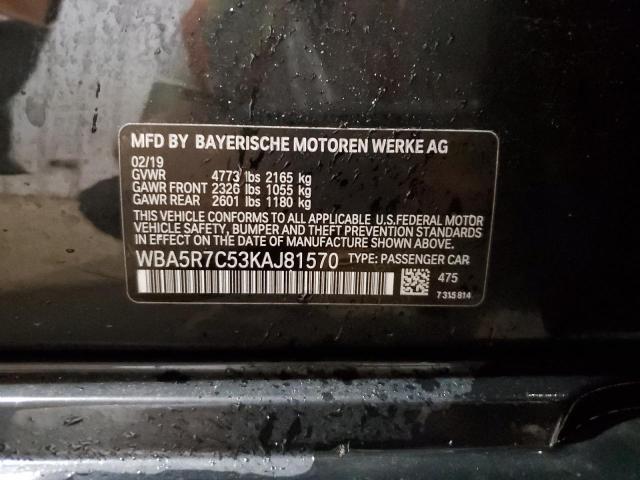 MFD BY BAYERISCHE MOTOREN WERKE AG
02/19
GVWR 4773 lbs 2165 kg
GAWR FRONT 2326 lbs 1055 kg
GAWR REAR 2601 lbs 1180 kg
THIS VEHICLE CONFORMS TO ALL APPLICABLE U.S.FEDERAL MOTOR
VEHICLE SAFETY, BUMPER AND THEFT PREVENTION STANDARDS
IN EFFECT ON THE DATE OF MANUFACTURE SHOWN ABOVE.
WBA5R7C53KAJ81570 TYPE: PASSENGER CAR
475
7 315 814